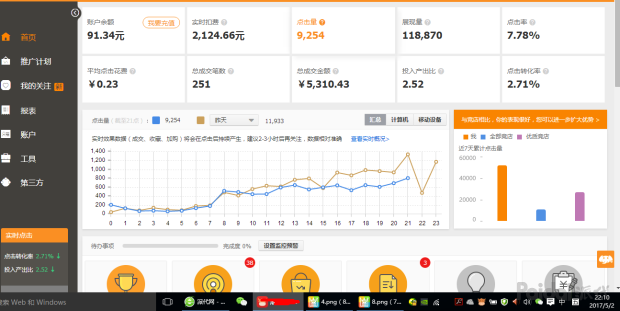 首页
推广计划
我的关注
报表
账户
工具
第三方
实时点击
点击转化率 2.71% ↓
投入产出比 2.52 ↓
账户余额 我要充值
91.34元
实时扣费
2,124.66元
点击量
9,254
展现量
118,870
点击率
7.78%
平均点击花费
￥0.23
总成交笔数
251
总成交金额
￥5,310.43
投入产出比
2.52
点击转化率
2.71%
点击量（截至21点）： 9,254 昨天 11,933 汇总 计算机 移动设备
实时效果数据（成交、收藏、加购）将会在点击后持续产生，建议2-3小时后再关注，数据相对准确 查看实时概况>
1,400
1,200
1,000
800
600
400
200
0
0 1 2 3 4 5 6 7 8 9 10 11 12 13 14 15 16 17 18 19 20 21 22 23
与同店相比，你的表现很好，您可以进一步扩大优势 >
我 全部同店 优质同店
近7天累计点击量
60000
40000
20000
0
待办事项 完成度 0% 设置监控预警
38
3
搜索 Web 和 Windows
派代网 - ...
4.png ( 8...
8.png ( 7...
中
22:10
2017/5/2